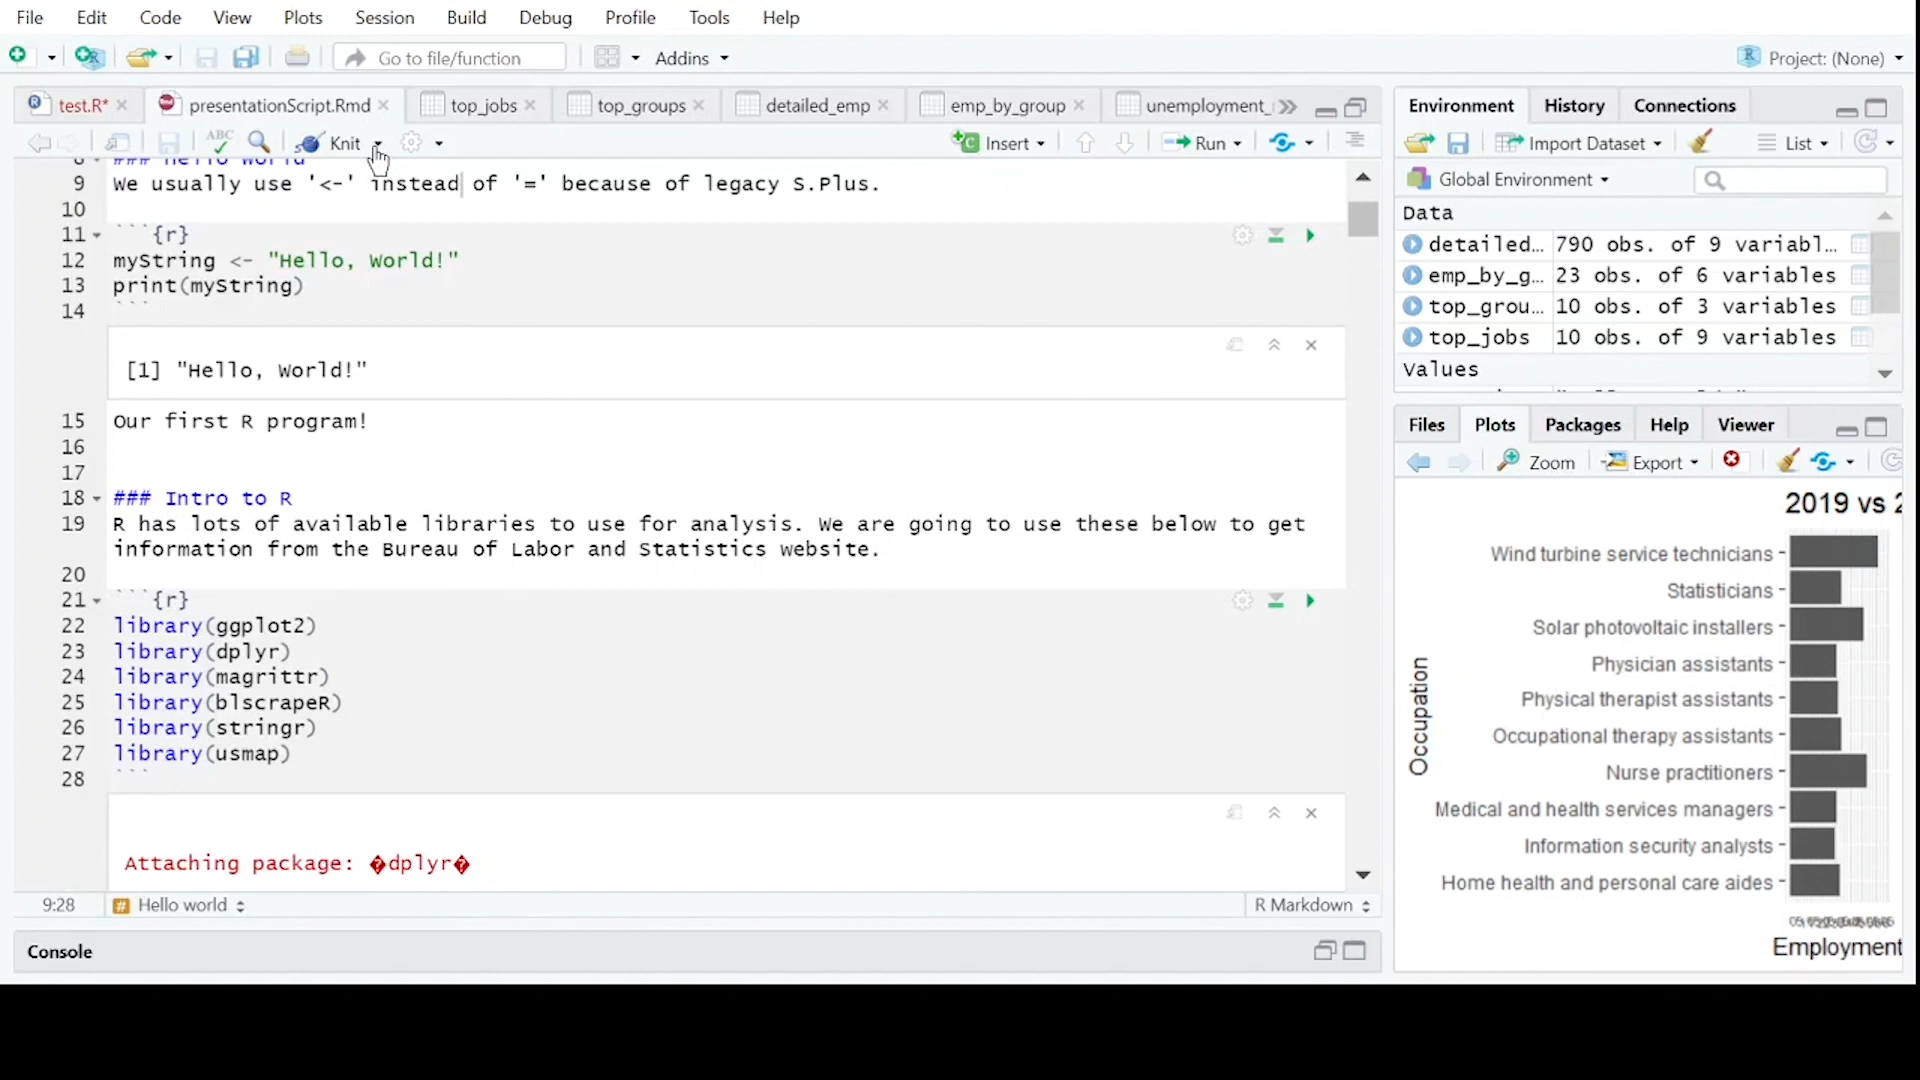 File Edit Code View Plots Session Build Debug Profile Tools Help
Go to file/function Addins Project: (None)
test.R* presentationScript.Rmd top_jobs top_groups detailed_emp emp_by_group unemployment_
ABC Knit Insert Run
8 ### Hello world
9 We usually use '<-' instead of '=' because of legacy S.Plus.
10
11 ```{r}
12 myString <- "Hello, World!"
13 print(myString)
14 ```
[1] "Hello, World!"
15 Our first R program!
16
17
18 ### Intro to R
19 R has lots of available libraries to use for analysis. We are going to use these below to get
information from the Bureau of Labor and Statistics website.
20
21 ```{r}
22 library(ggplot2)
23 library(dplyr)
24 library(magrittr)
25 library(blscrapeR)
26 library(stringr)
27 library(usmap)
28 ```
Attaching package: �dplyr�
9:28 # Hello world R Markdown
Console
Environment History Connections
Import Dataset List
Global Environment
Data
detailed… 790 obs. of 9 variabl…
emp_by_g… 23 obs. of 6 variables
top_grou… 10 obs. of 3 variables
top_jobs 10 obs. of 9 variables
Values
Files Plots Packages Help Viewer
Zoom Export
2019 vs
Occupation
Wind turbine service technicians
Statisticians
Solar photovoltaic installers
Physician assistants
Physical therapist assistants
Occupational therapy assistants
Nurse practitioners
Medical and health services managers
Information security analysts
Home health and personal care aides
Employment